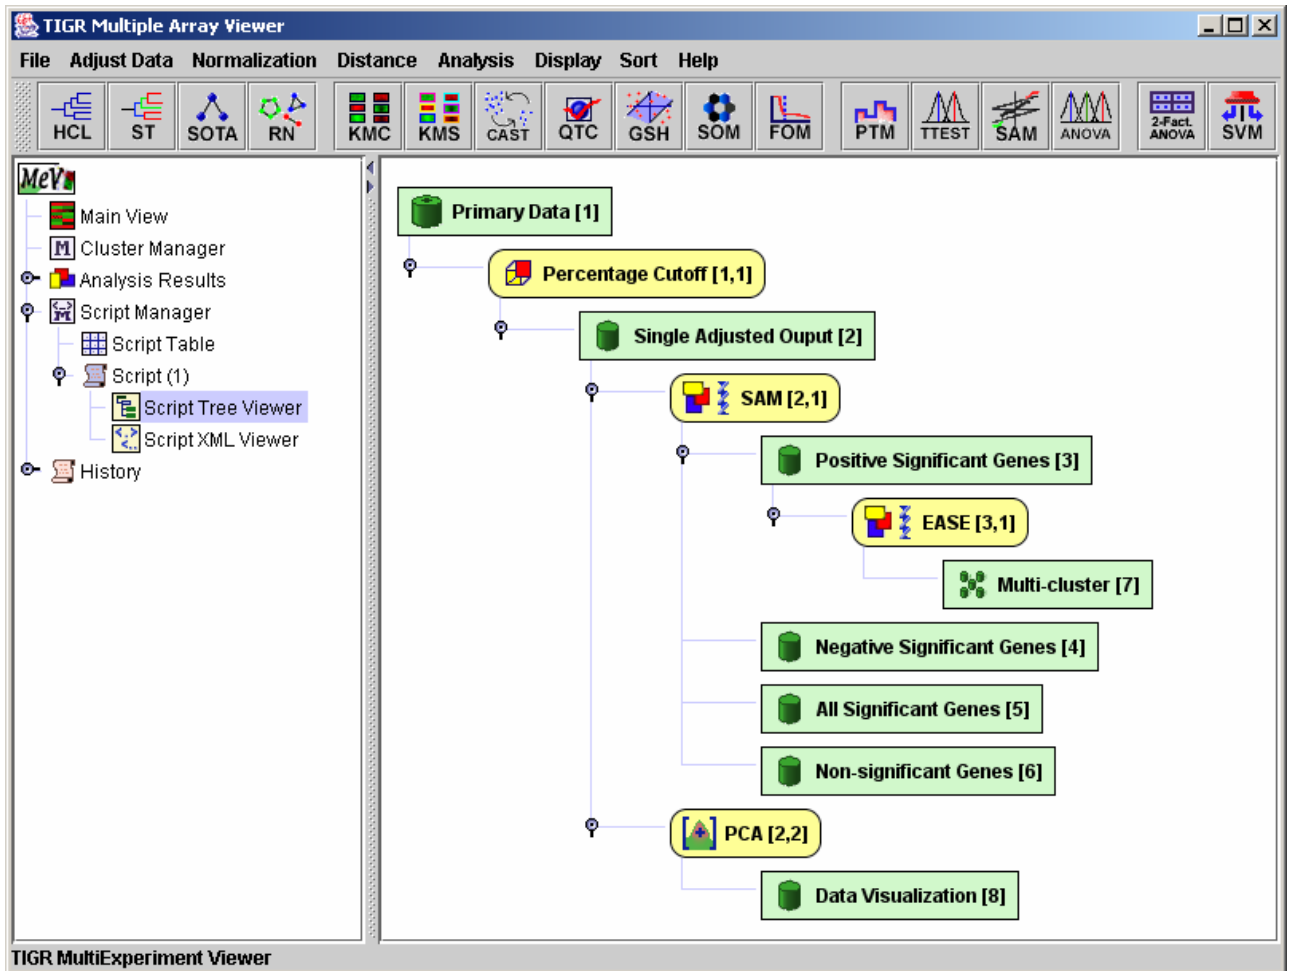 TIGR Multiple Array Viewer
File Adjust Data Normalization Distance Analysis Display Sort Help
HCL ST SOTA RN KMC KMS CAST QTC GSH SOM FOM PTM TTEST SAM ANOVA 2-Fact. ANOVA SVM
MeV
Main View
Cluster Manager
Analysis Results
Script Manager
Script Table
Script (1)
Script Tree Viewer
Script XML Viewer
History
Primary Data [1]
Percentage Cutoff [1,1]
Single Adjusted Ouput [2]
SAM [2,1]
Positive Significant Genes [3]
EASE [3,1]
Multi-cluster [7]
Negative Significant Genes [4]
All Significant Genes [5]
Non-significant Genes [6]
PCA [2,2]
Data Visualization [8]
TIGR MultiExperiment Viewer